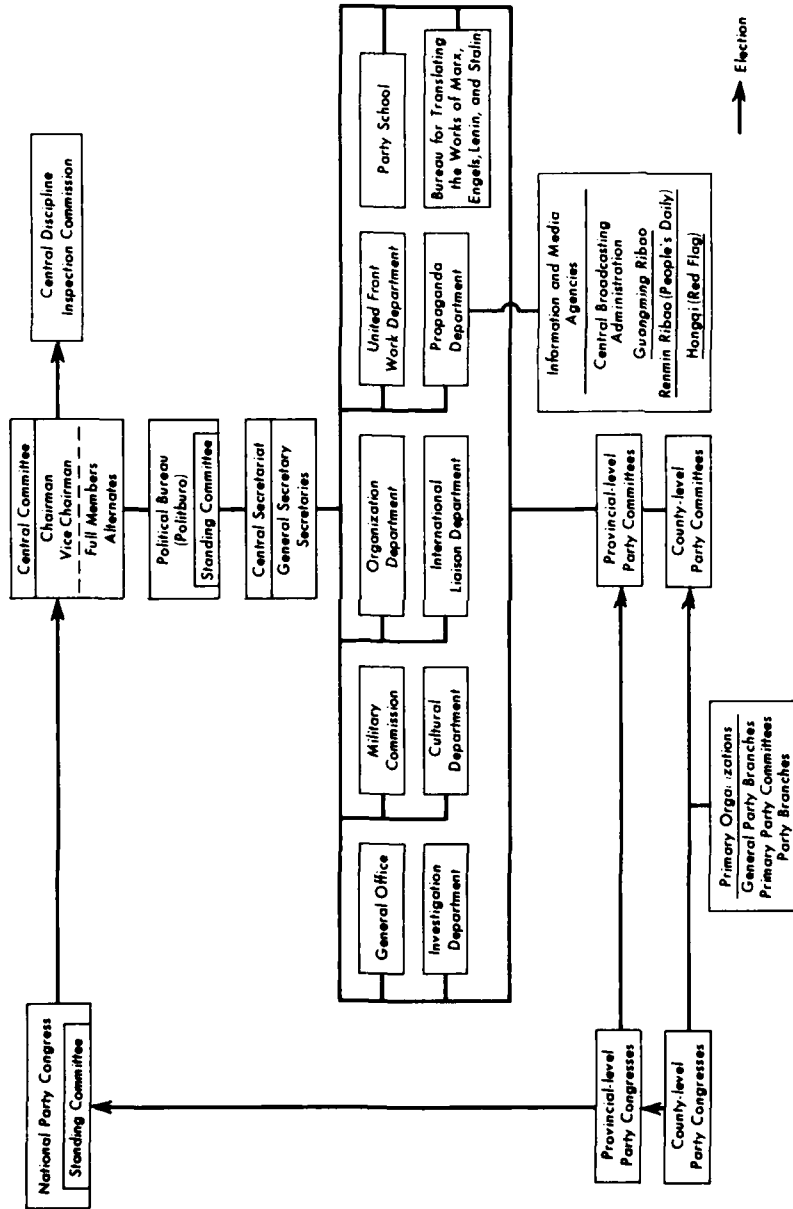 National Party Congress
Standing Committee
Central Committee
Chairman
Vice Chairman
Full Members
Alternates
Central Discipline
Inspection Commission
Political Bureau
(Politburo)
Standing Committee
Central Secretariat
General Secretary
Secretaries
General Office
Military
Commission
Organization
Department
United Front
Work Department
Party School
Investigation
Department
Cultural
Department
International
Liaison Department
Propaganda
Department
Bureau for Translating
the Works of Marx,
Engels, Lenin, and Stalin
Information and Media
Agencies
Central Broadcasting
Administration
Guangming Ribao
Renmin Ribao (People's Daily)
Hongqi (Red Flag)
Provincial-level
Party Congresses
Provincial-level
Party Committees
County-level
Party Congresses
County-level
Party Committees
Primary Organizations
General Party Branches
Primary Party Committees
Party Branches
Election